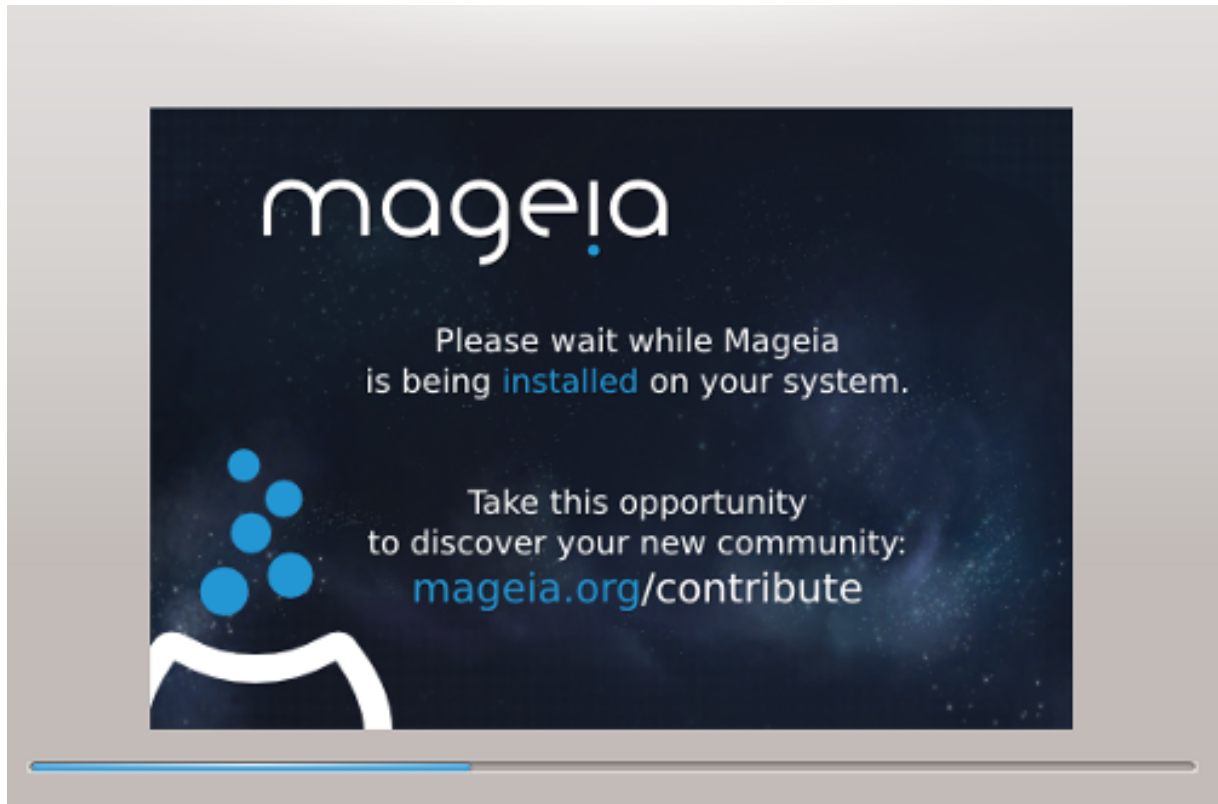 mageia
Please wait while Mageia
is being installed on your system.
Take this opportunity
to discover your new community:
mageia.org/contribute